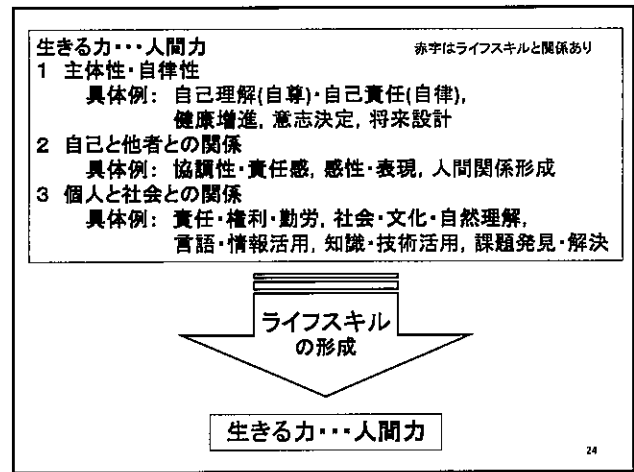 生きる力・・・人間力
赤字はライフスキルと関係あり
1 主体性・自律性
具体例: 自己理解(自尊)・自己責任(自律),
健康増進, 意志決定, 将来設計
2 自己と他者との関係
具体例: 協調性・責任感, 感性・表現, 人間関係形成
3 個人と社会との関係
具体例: 責任・権利・勤労, 社会・文化・自然理解,
言語・情報活用, 知識・技術活用, 課題発見・解決
ライフスキル
の形成
生きる力・・・人間力
24